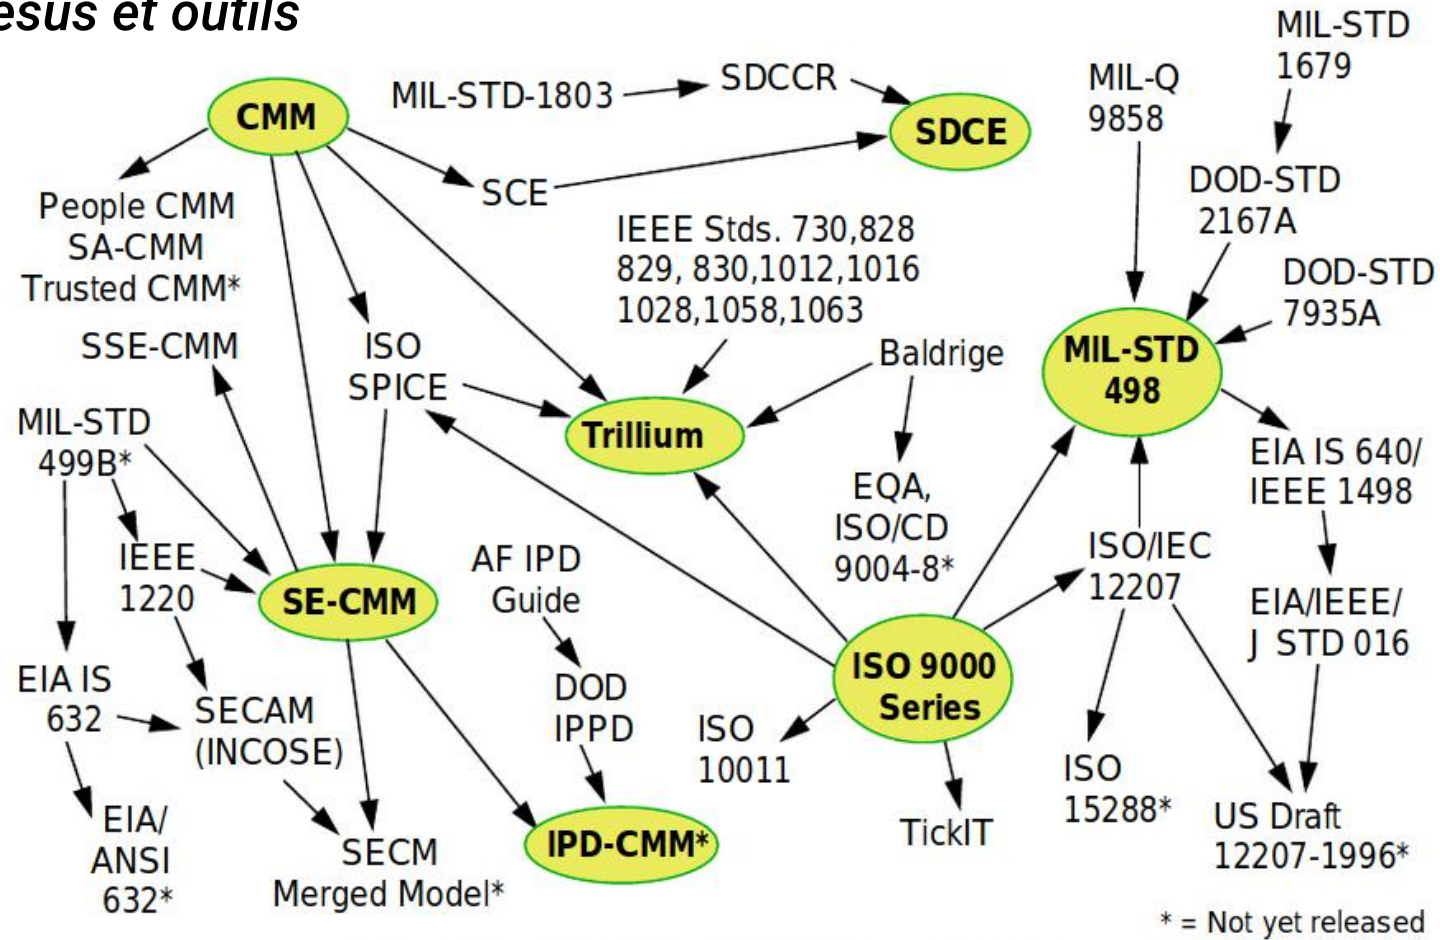 esus et outils
CMM
MIL-STD-1803
SDCCR
SDCE
MIL-Q
9858
MIL-STD
1679
People CMM
SA-CMM
Trusted CMM*
SCE
IEEE Stds. 730,828
829, 830,1012,1016
1028,1058,1063
DOD-STD
2167A
DOD-STD
7935A
SSE-CMM
ISO
SPICE
Baldrige
MIL-STD
498
MIL-STD
499B*
Trillium
EIA IS 640/
IEEE 1498
EQA,
ISO/CD
9004-8*
IEEE
1220
SE-CMM
AF IPD
Guide
ISO/IEC
12207
EIA/IEEE/
J STD 016
EIA IS
632
SECAM
(INCOSE)
DOD
IPPD
ISO 9000
Series
ISO
10011
ISO
15288*
US Draft
12207-1996*
EIA/
ANSI
632*
SECM
Merged Model*
IPD-CMM*
TickIT
* = Not yet released